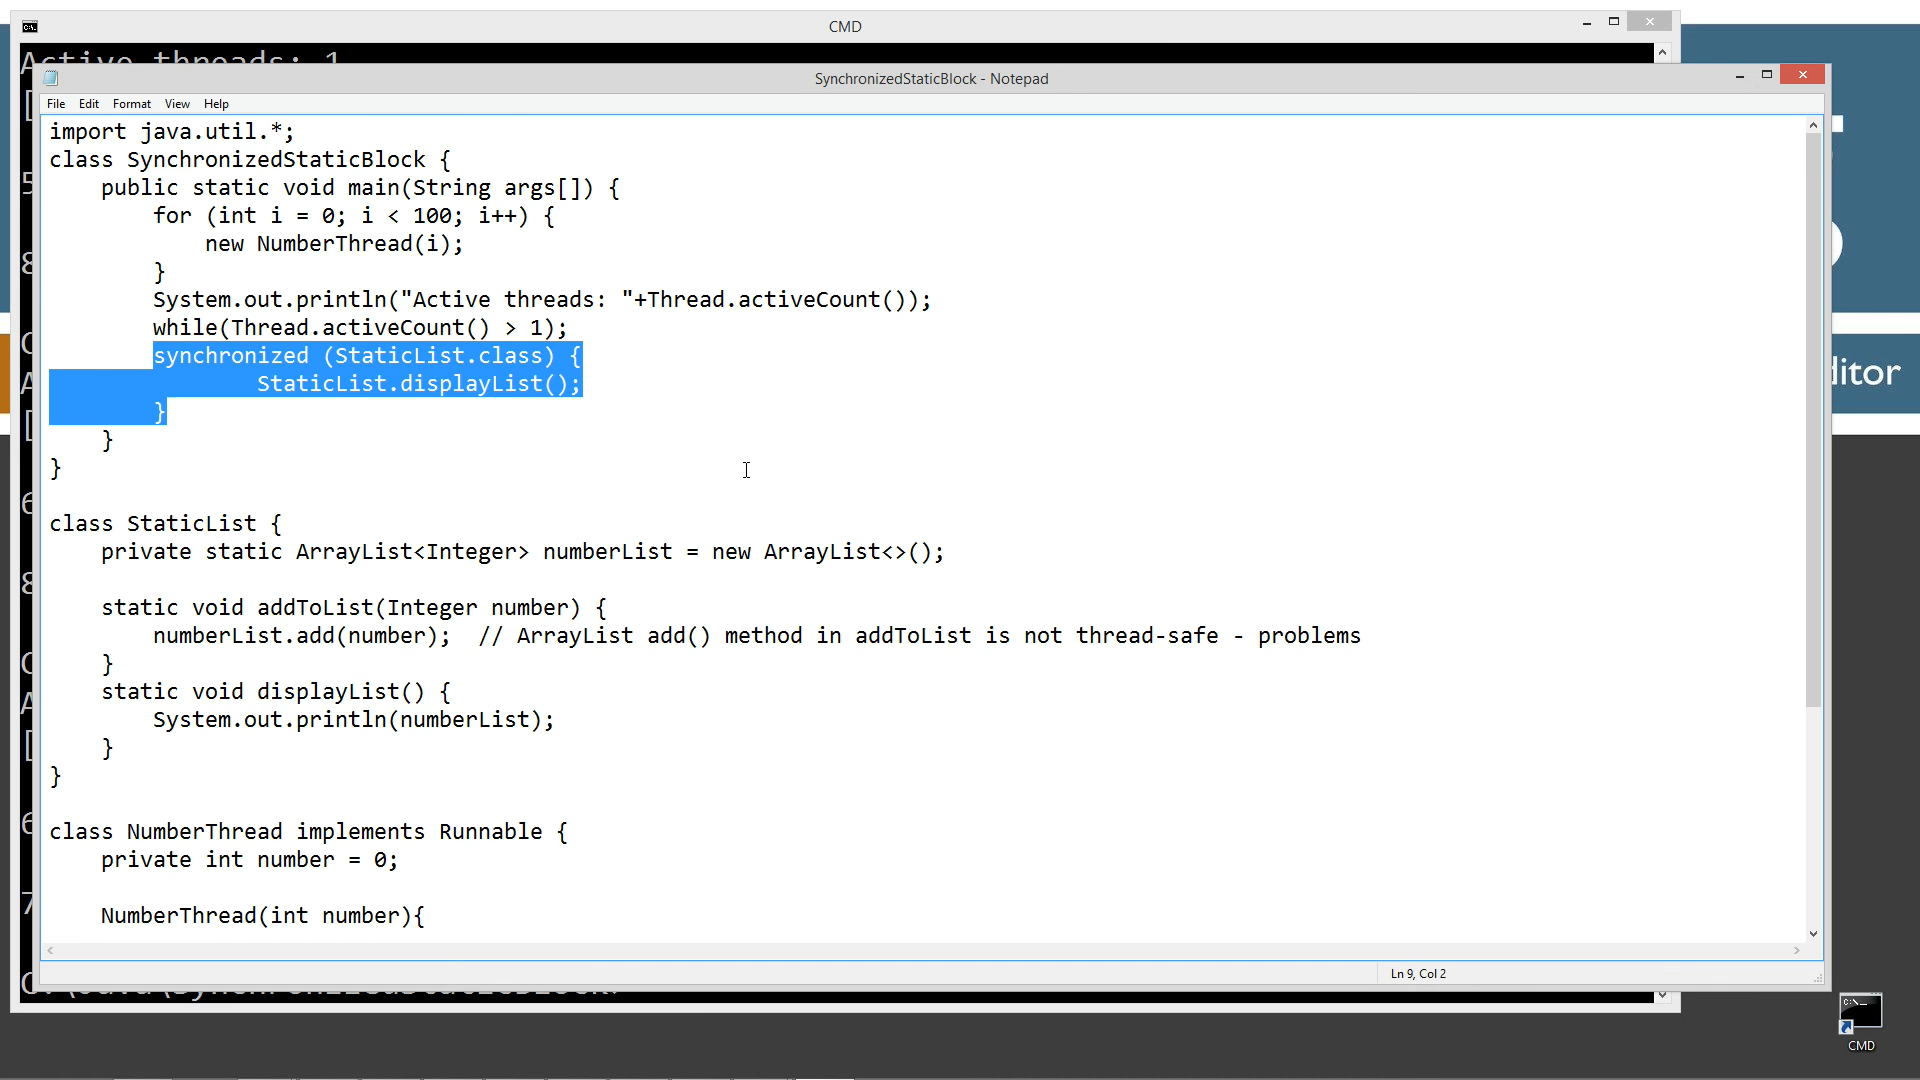 CMD
Active threads: 1
SynchronizedStaticBlock - Notepad
File Edit Format View Help
import java.util.*;
class SynchronizedStaticBlock {
public static void main(String args[]) {
for (int i = 0; i < 100; i++) {
new NumberThread(i);
}
System.out.println("Active threads: "+Thread.activeCount());
while(Thread.activeCount() > 1);
synchronized (StaticList.class) {
StaticList.displayList();
}
}
}
class StaticList {
private static ArrayList<Integer> numberList = new ArrayList<>();
static void addToList(Integer number) {
numberList.add(number);  // ArrayList add() method in addToList is not thread-safe - problems
}
static void displayList() {
System.out.println(numberList);
}
}
class NumberThread implements Runnable {
private int number = 0;
NumberThread(int number){
Ln 9, Col 2
ditor
CMD